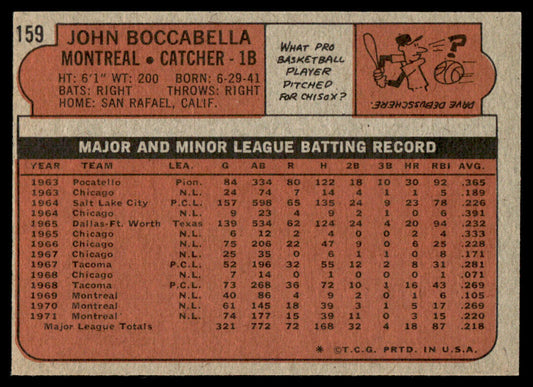 159
JOHN BOCCABELLA
MONTREAL • CATCHER - 1B
HT: 6'1" WT: 200 BORN: 6-29-41
BATS: RIGHT THROWS: RIGHT
HOME: SAN RAFAEL, CALIF.
WHAT PRO
BASKETBALL
PLAYER
PITCHED
FOR CHISOX?
?
DAVE DEBUSSCHERE
MAJOR AND MINOR LEAGUE BATTING RECORD
YEAR TEAM LEA. G AB R H 2B 3B HR RBI AVG.
1963 Pocatello Pion. 84 334 80 122 18 10 30 92 .365
1963 Chicago N.L. 24 74 7 14 4 1 1 5 .189
1964 Salt Lake City P.C.L. 157 598 65 135 24 9 23 78 .226
1964 Chicago N.L. 9 23 4 9 2 1 0 6 .391
1965 Dallas-Ft. Worth Texas 139 534 62 124 24 4 20 94 .232
1965 Chicago N.L. 6 12 2 4 0 0 2 4 .333
1966 Chicago N.L. 75 206 22 47 9 0 6 25 .228
1967 Chicago N.L. 25 35 0 6 1 1 0 8 .171
1967 Tacoma P.C.L. 52 196 32 55 12 2 8 31 .281
1968 Chicago N.L. 7 14 0 1 0 0 0 1 .071
1968 Tacoma P.C.L. 73 268 34 72 8 1 16 43 .269
1969 Montreal N.L. 40 86 4 9 2 0 1 6 .105
1970 Montreal N.L. 61 145 18 39 3 1 5 17 .269
1971 Montreal N.L. 74 177 15 39 11 0 3 15 .220
Major League Totals 321 772 72 168 32 4 18 87 .218
* ©T.C.G. PRTD. IN U.S.A.